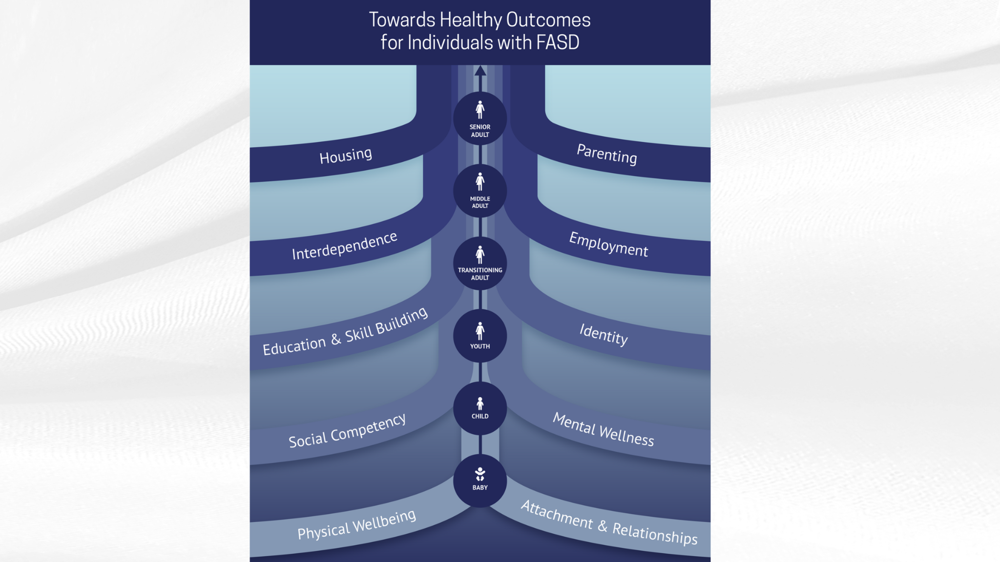 Towards Healthy Outcomes
for Individuals with FASD
SENIOR
ADULT
Housing
Parenting
MIDDLE
ADULT
Interdependence
Employment
TRANSITIONING
ADULT
Education & Skill Building
Identity
YOUTH
CHILD
Social Competency
Mental Wellness
BABY
Physical Wellbeing
Attachment & Relationships